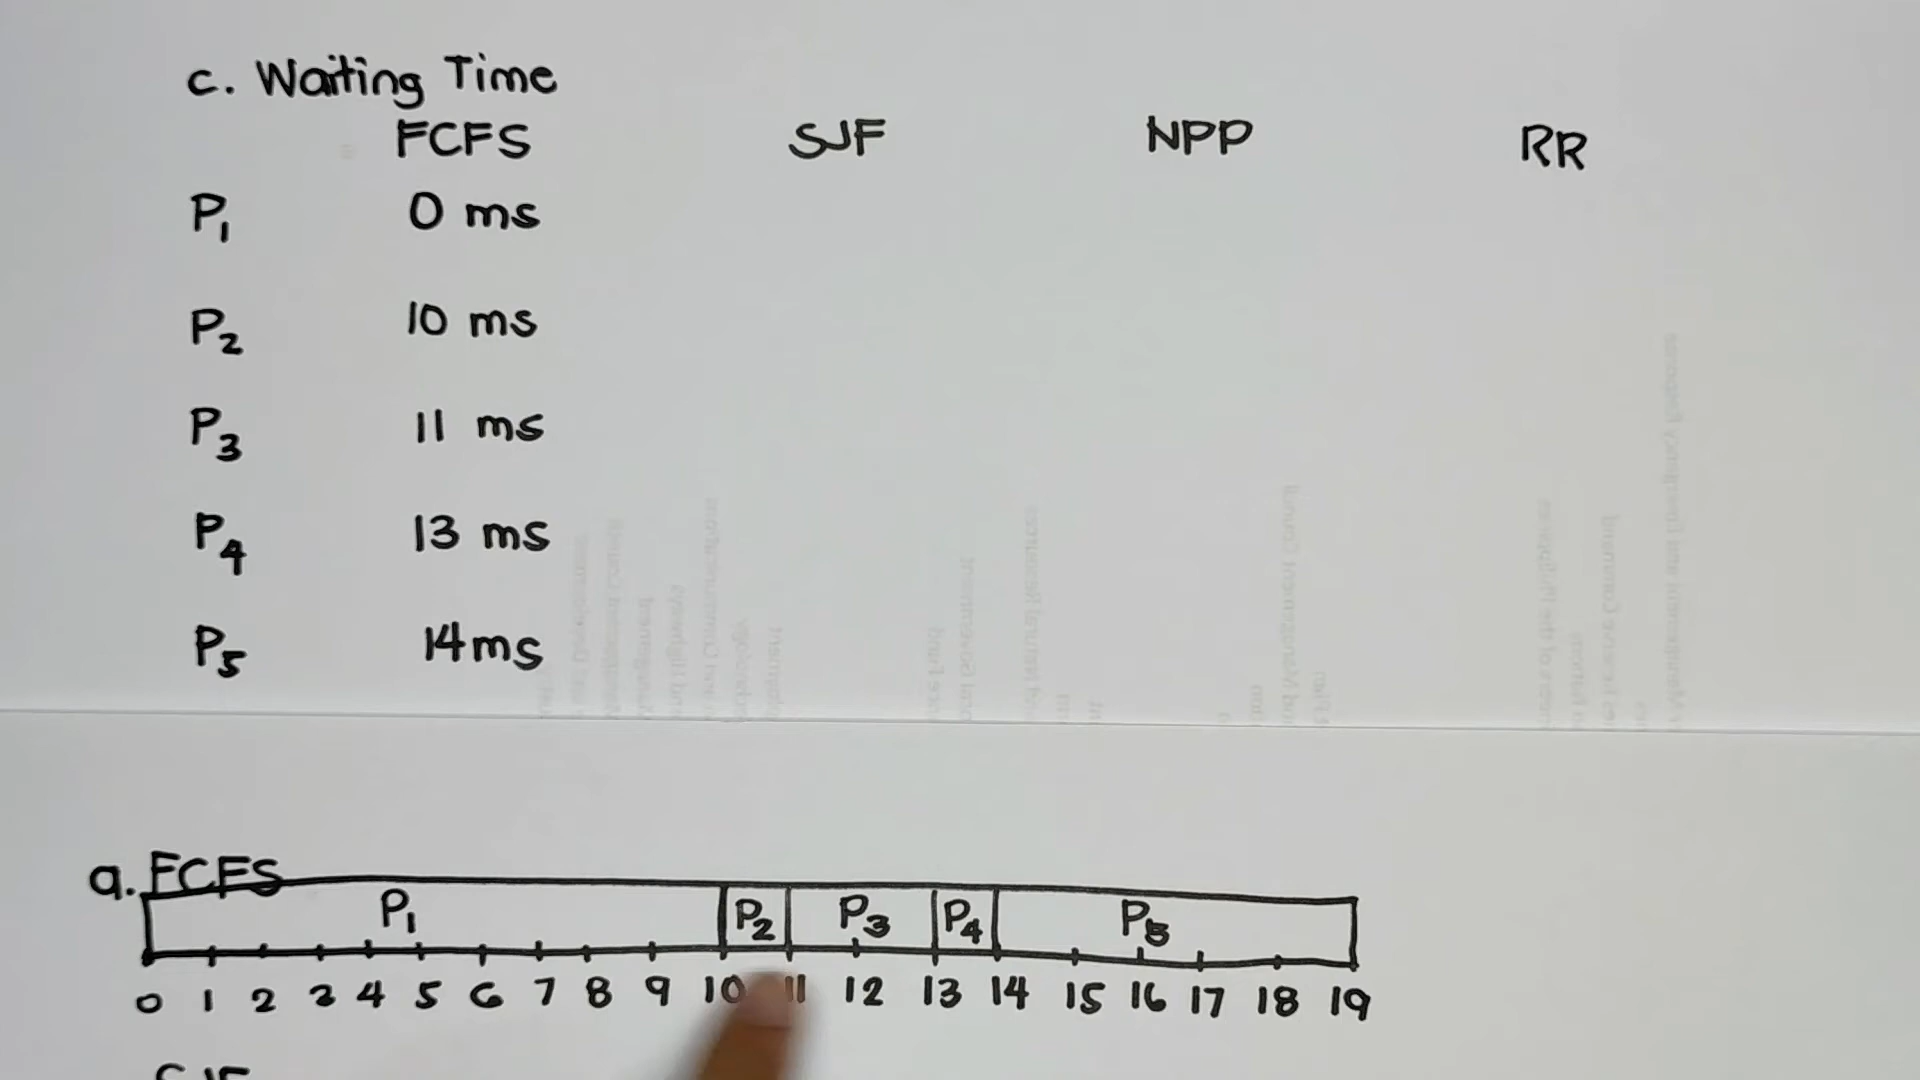 c. Waiting Time
FCFS SJF NPP RR
P1 0 ms
P2 10 ms
P3 11 ms
P4 13 ms
P5 14ms
a. FCFS
P1 P2 P3 P4 P5
0 1 2 3 4 5 6 7 8 9 10 11 12 13 14 15 16 17 18 19